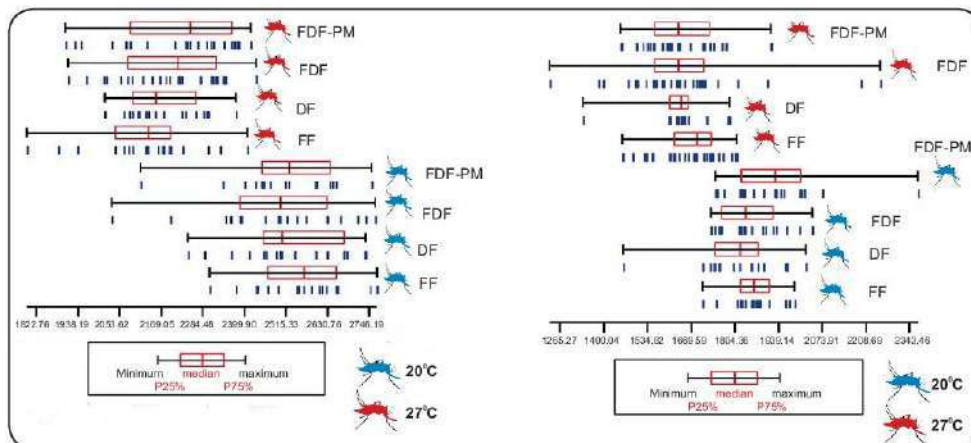 FDF-PM
FDF
DF
FF
FDF-PM
FDF
DF
FF
1822.76 1938.19 2053.62 2169.05 2284.48 2399.90 2515.33 2630.76 2746.19
Minimum median maximum
P25% P75%
20°C
27°C
FDF-PM
FDF
DF
FF
FDF-PM
FDF
DF
FF
1265.27 1400.04 1534.82 1669.59 1804.36 1939.14 2073.91 2208.69 2343.46
Minimum median maximum
P25% P75%
20°C
27°C